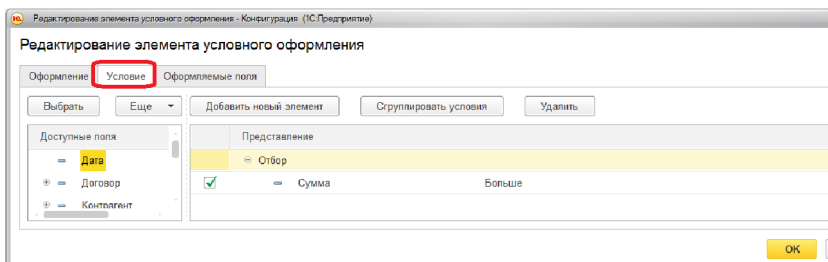 Редактирование элемента условного оформления - Конфигурация (1С:Предприятие)
Редактирование элемента условного оформления
Оформление Условие Оформляемые поля
Выбрать Еще Добавить новый элемент Сгруппировать условия Удалить
Доступные поля Представление
Дата Отбор
Договор Сумма Больше
Контрагент
ОК